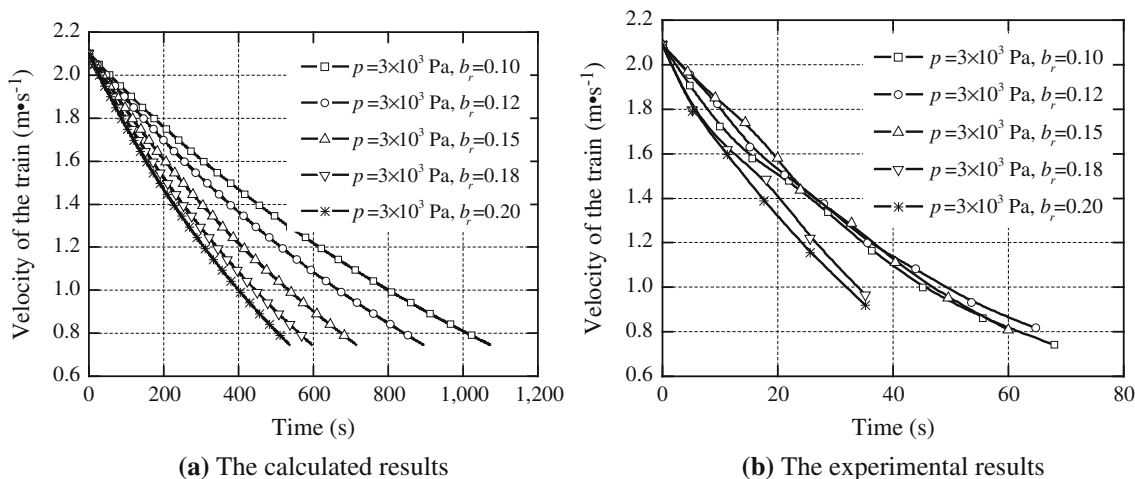 2.2
2.0
1.8
1.6
1.4
1.2
1.0
0.8
0.6
Velocity of the train (m•s⁻¹)
p=3×10³ Pa, bᵣ=0.10
p=3×10³ Pa, bᵣ=0.12
p=3×10³ Pa, bᵣ=0.15
p=3×10³ Pa, bᵣ=0.18
p=3×10³ Pa, bᵣ=0.20
0 200 400 600 800 1,000 1,200
Time (s)
(a) The calculated results
2.2
2.0
1.8
1.6
1.4
1.2
1.0
0.8
0.6
Velocity of the train (m•s⁻¹)
p=3×10³ Pa, bᵣ=0.10
p=3×10³ Pa, bᵣ=0.12
p=3×10³ Pa, bᵣ=0.15
p=3×10³ Pa, bᵣ=0.18
p=3×10³ Pa, bᵣ=0.20
0 20 40 60 80
Time (s)
(b) The experimental results